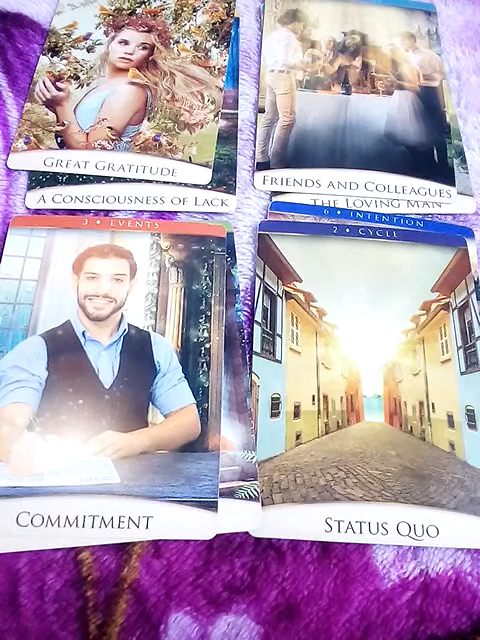 GREAT GRATITUDE
A CONSCIOUSNESS OF LACK
FRIENDS AND COLLEAGUES
THE LOVING MAN
6 • INTENTION
3 • EVENTS
COMMITMENT
2 • CYCLE
STATUS QUO